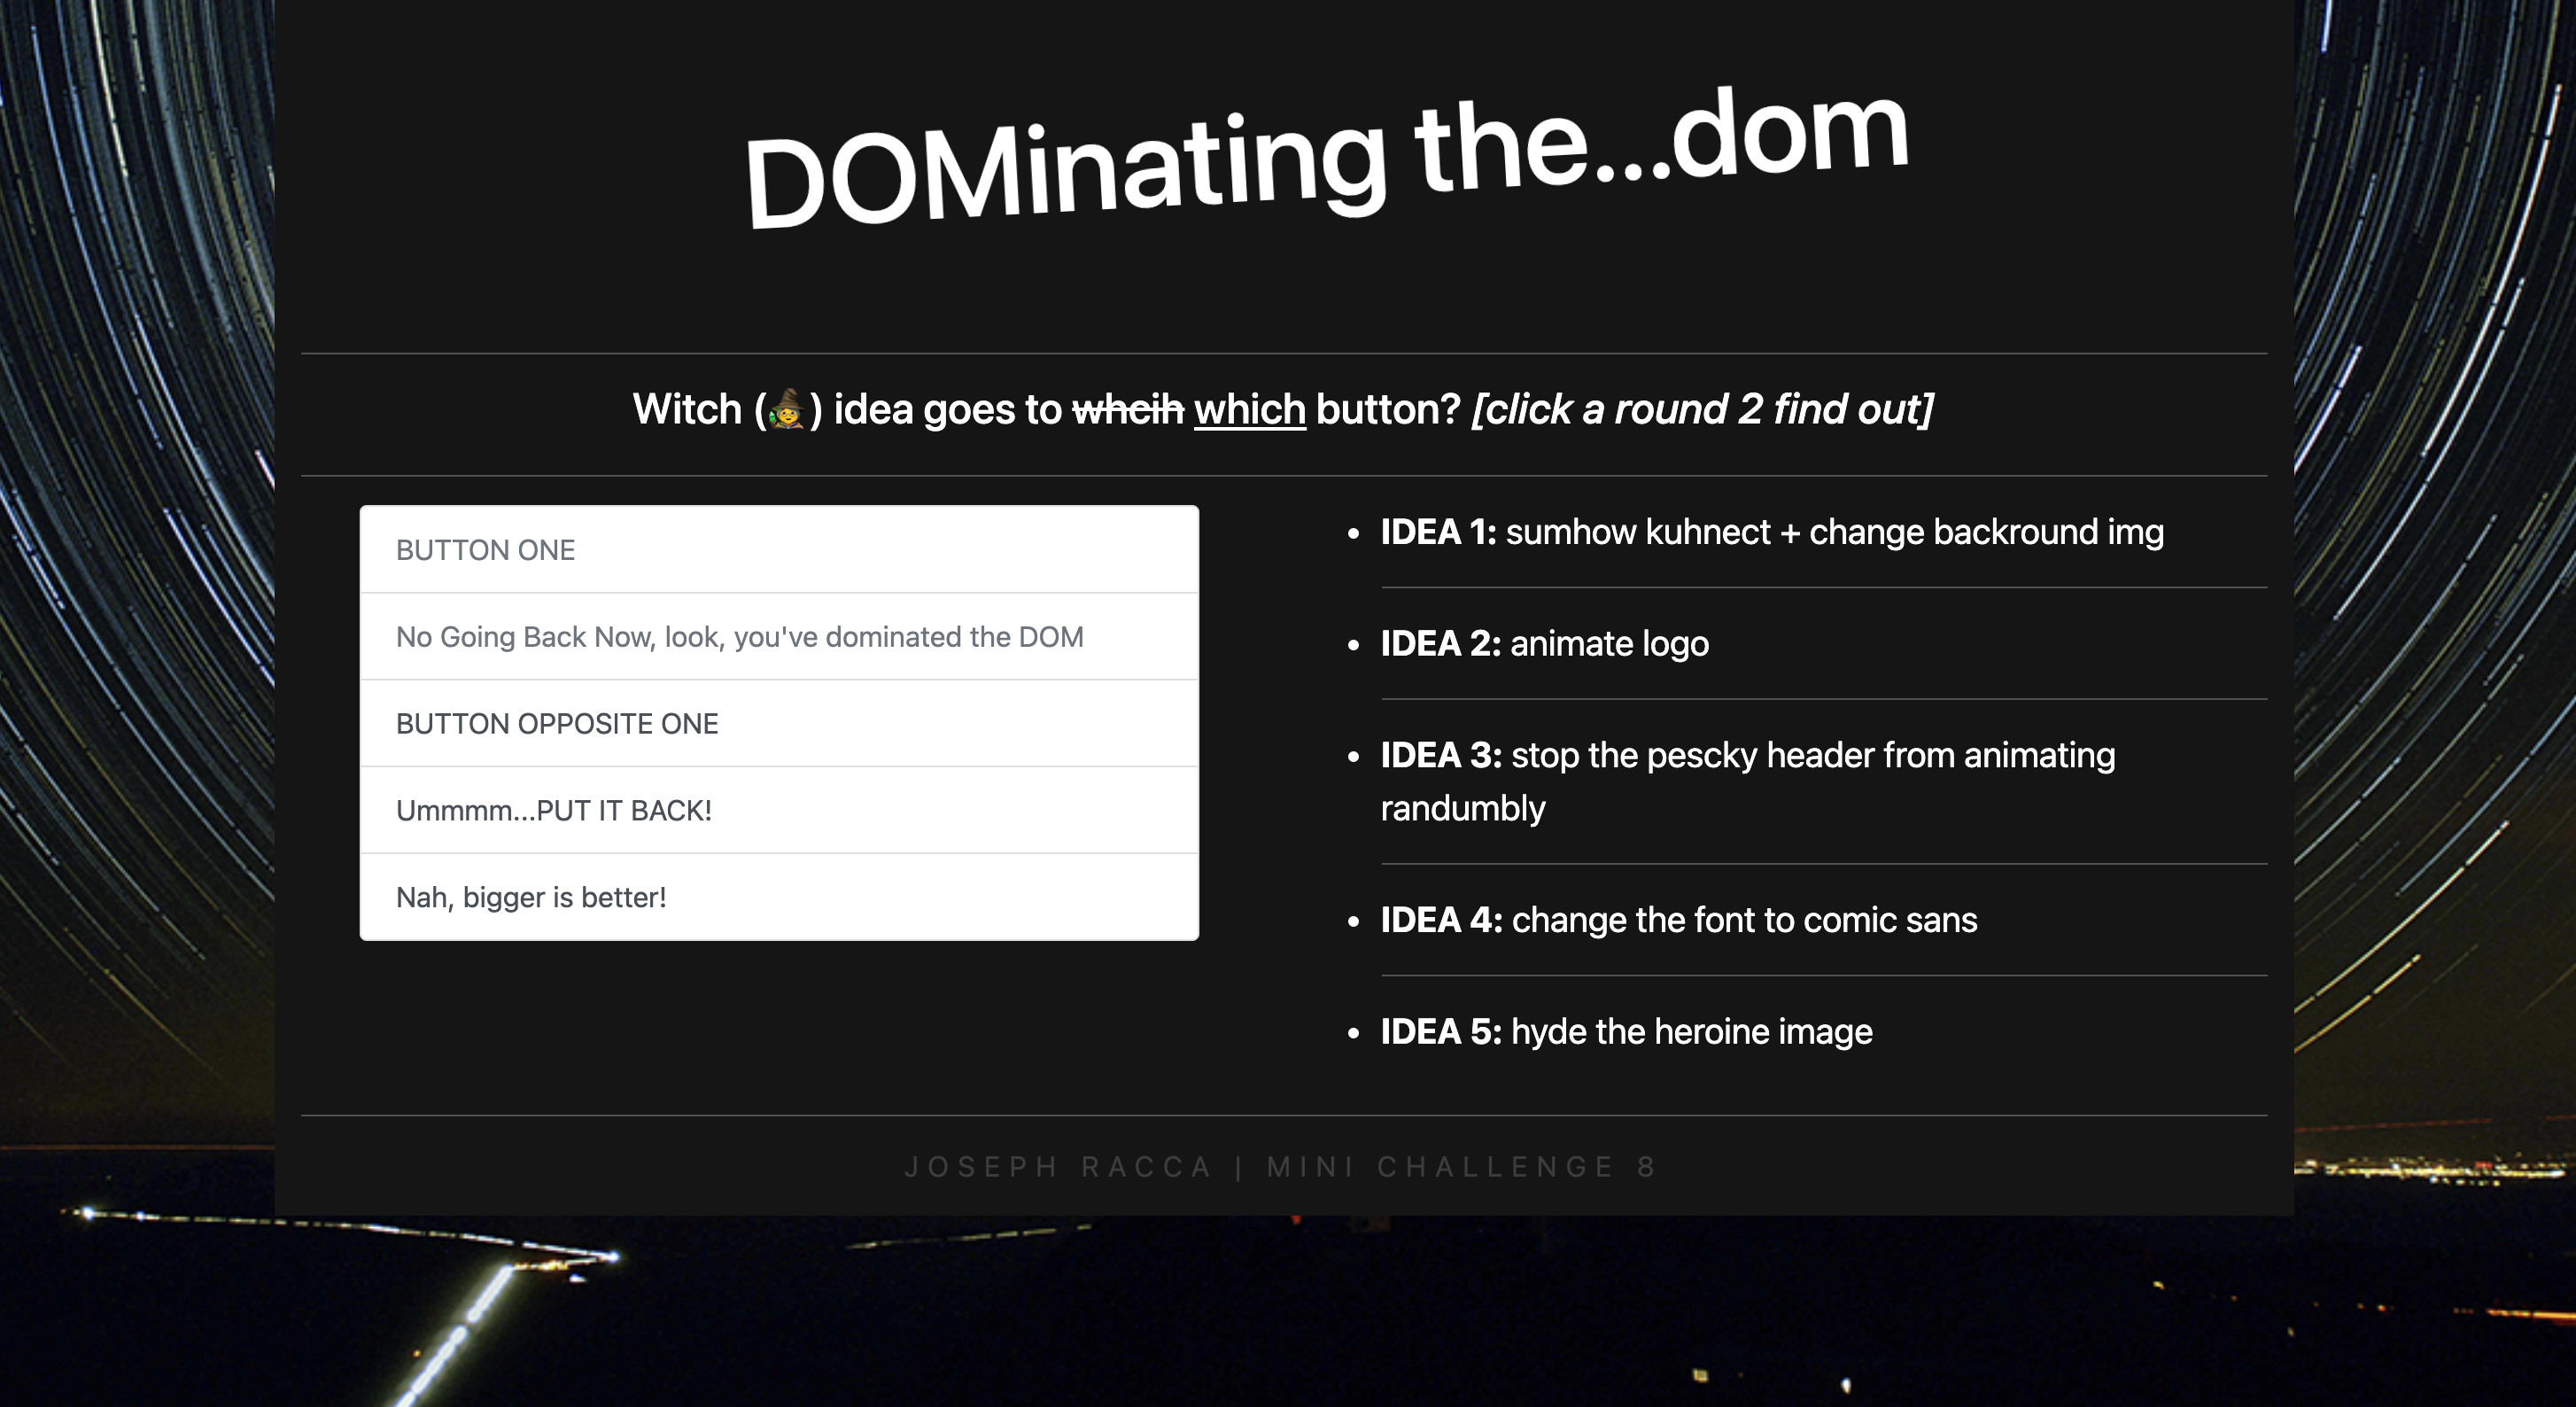 DOMinating the...dom
Witch (🧙‍♀️) idea goes to wheih which button? [click a round 2 find out]
BUTTON ONE
No Going Back Now, look, you've dominated the DOM
BUTTON OPPOSITE ONE
Ummmm...PUT IT BACK!
Nah, bigger is better!
• IDEA 1: sumhow kuhnect + change backround img
• IDEA 2: animate logo
• IDEA 3: stop the pescky header from animating
randumbly
• IDEA 4: change the font to comic sans
• IDEA 5: hyde the heroine image
JOSEPH RACCA | MINI CHALLENGE 8